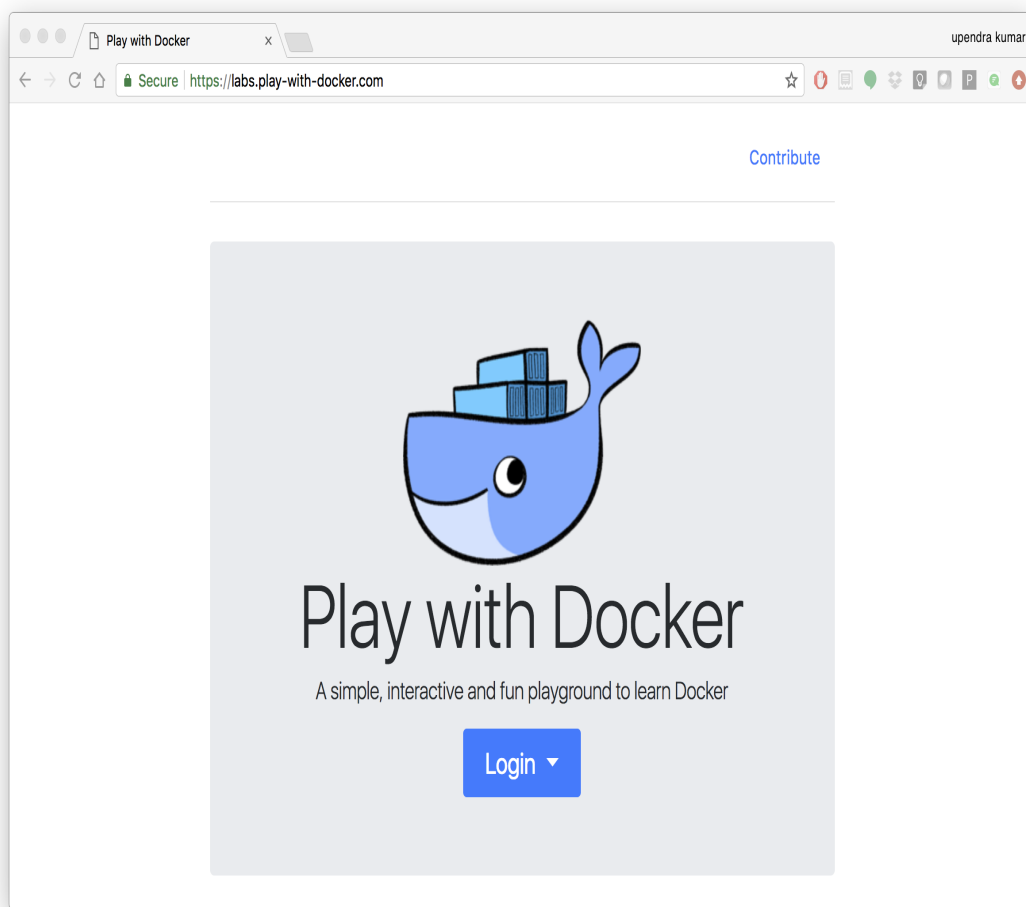 Play with Docker x
upendra kumar
Secure https://labs.play-with-docker.com
P
Contribute
Play with Docker
A simple, interactive and fun playground to learn Docker
Login